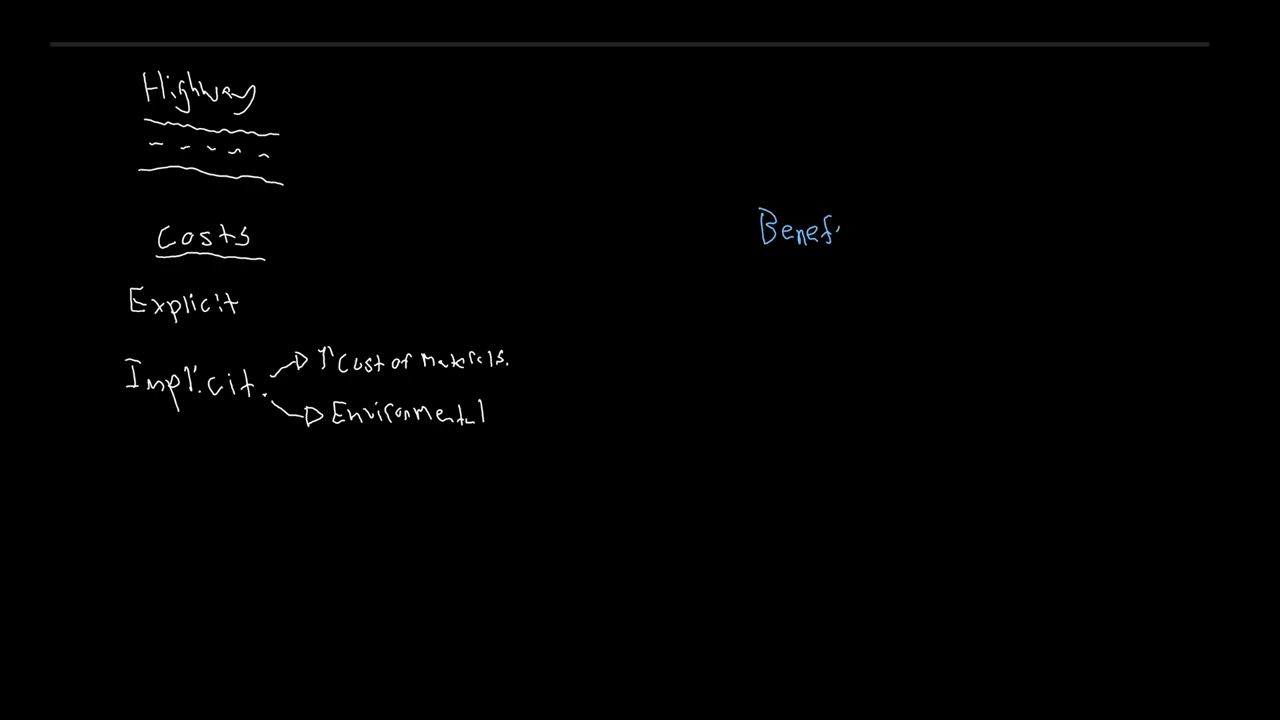 Highway
Costs
Benef
Explicit
Implicit
↑ Cost of Materials.
Environmental